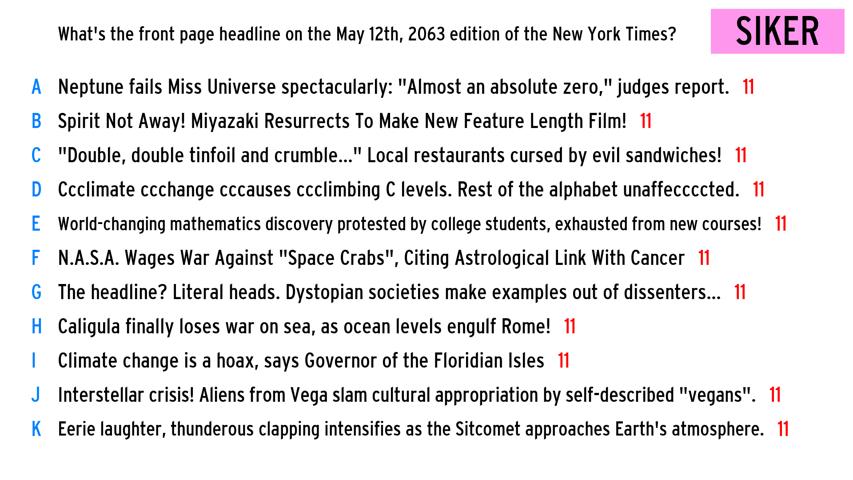 What's the front page headline on the May 12th, 2063 edition of the New York Times?
SIKER
A Neptune fails Miss Universe spectacularly: "Almost an absolute zero," judges report. 11
B Spirit Not Away! Miyazaki Resurrects To Make New Feature Length Film! 11
C "Double, double tinfoil and crumble..." Local restaurants cursed by evil sandwiches! 11
D Ccclimate ccchange cccauses ccclimbing C levels. Rest of the alphabet unaffecccted. 11
E World-changing mathematics discovery protested by college students, exhausted from new courses! 11
F N.A.S.A. Wages War Against "Space Crabs", Citing Astrological Link With Cancer 11
G The headline? Literal heads. Dystopian societies make examples out of dissenters... 11
H Caligula finally loses war on sea, as ocean levels engulf Rome! 11
I Climate change is a hoax, says Governor of the Floridian Isles 11
J Interstellar crisis! Aliens from Vega slam cultural appropriation by self-described "vegans". 11
K Eerie laughter, thunderous clapping intensifies as the Sitcomet approaches Earth's atmosphere. 11